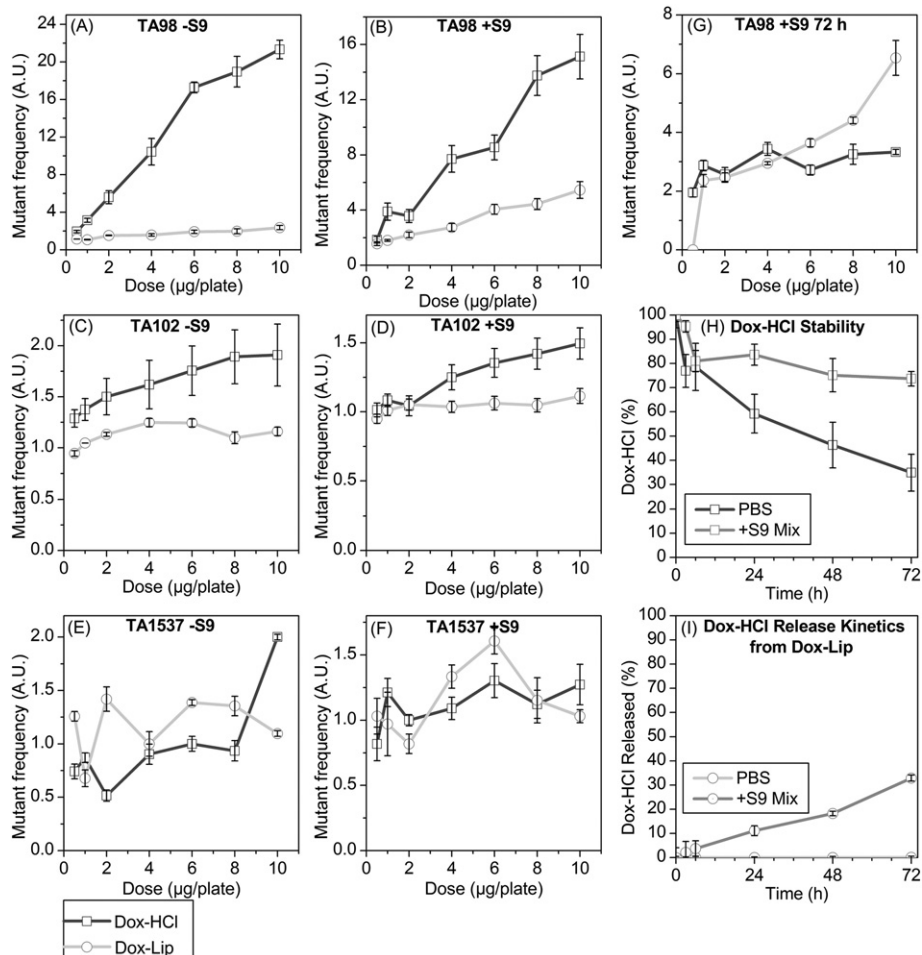 (A) TA98 -S9
24
20
16
12
8
4
0
0 2 4 6 8 10
Mutant frequency (A.U.)
Dose (µg/plate)
(B) TA98 +S9
16
12
8
4
0
0 2 4 6 8 10
Mutant frequency (A.U.)
Dose (µg/plate)
(G) TA98 +S9 72 h
8
6
4
2
0
0 2 4 6 8 10
Mutant frequency (A.U.)
Dose (µg/plate)
(C) TA102 -S9
2.0
1.5
1.0
0.5
0.0
0 2 4 6 8 10
Mutant frequency (A.U.)
Dose (µg/plate)
(D) TA102 +S9
1.5
1.0
0.5
0.0
0 2 4 6 8 10
Mutant frequency (A.U.)
Dose (µg/plate)
(H) Dox-HCl Stability
100
90
80
70
60
50
40
30
20
10
0
0 24 48 72
Dox-HCl (%)
Time (h)
PBS
+S9 Mix
(E) TA1537 -S9
2.0
1.5
1.0
0.5
0.0
0 2 4 6 8 10
Mutant frequency (A.U.)
Dose (µg/plate)
(F) TA1537 +S9
1.5
1.0
0.5
0.0
0 2 4 6 8 10
Mutant frequency (A.U.)
Dose (µg/plate)
(I) Dox-HCl Release Kinetics
from Dox-Lip
100
90
80
70
60
50
40
30
20
10
0
0 24 48 72
Dox-HCl Released (%)
Time (h)
PBS
+S9 Mix
Dox-HCl
Dox-Lip